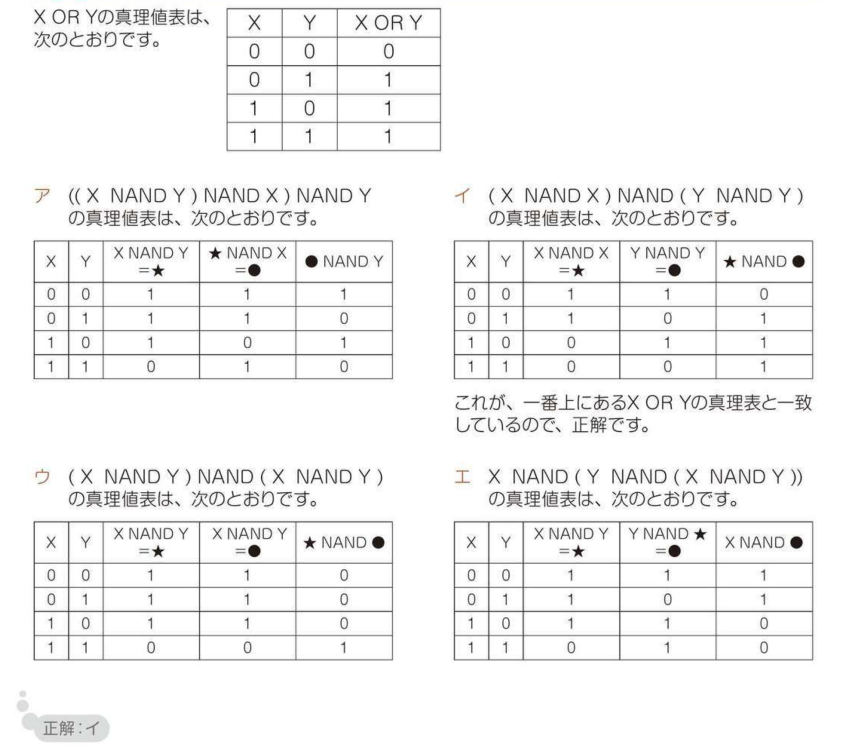 X OR Yの真理値表は、
次のとおりです。
X Y X OR Y
0 0 0
0 1 1
1 0 1
1 1 1
ア ((X NAND Y) NAND X) NAND Y
の真理値表は、次のとおりです。
X Y X NAND Y =★ ★ NAND X =● ● NAND Y
0 0 1 1 1
0 1 1 1 0
1 0 1 0 1
1 1 0 1 0
イ (X NAND X) NAND (Y NAND Y)
の真理値表は、次のとおりです。
X Y X NAND X =★ Y NAND Y =● ★ NAND ●
0 0 1 1 0
0 1 1 0 1
1 0 0 1 1
1 1 0 0 1
これが、一番上にあるX OR Yの真理表と一致
しているので、正解です。
ウ (X NAND Y) NAND (X NAND Y)
の真理値表は、次のとおりです。
X Y X NAND Y =★ X NAND Y =● ★ NAND ●
0 0 1 1 0
0 1 1 1 0
1 0 1 1 0
1 1 0 0 1
エ X NAND (Y NAND (X NAND Y))
の真理値表は、次のとおりです。
X Y X NAND Y =★ Y NAND ★ =● X NAND ●
0 0 1 1 1
0 1 1 0 1
1 0 1 1 0
1 1 0 1 0
正解:イ